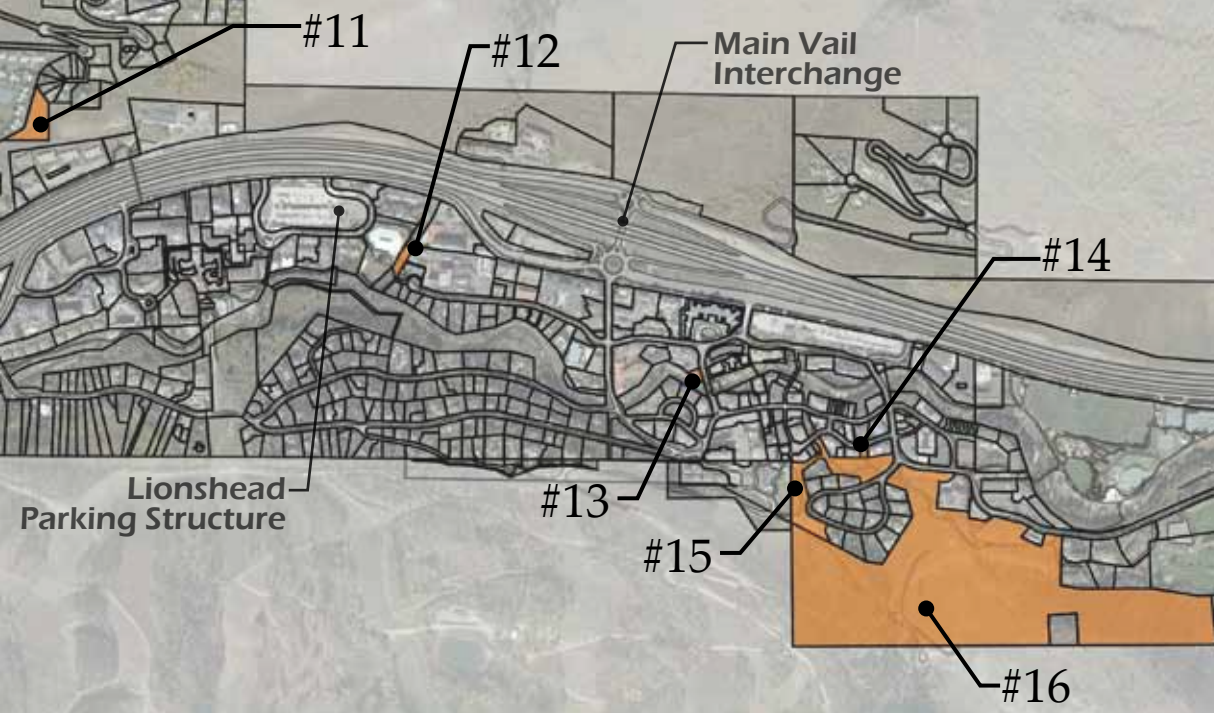 #11
#12
Main Vail
Interchange
#14
Lionshead
Parking Structure
#13
#15
#16